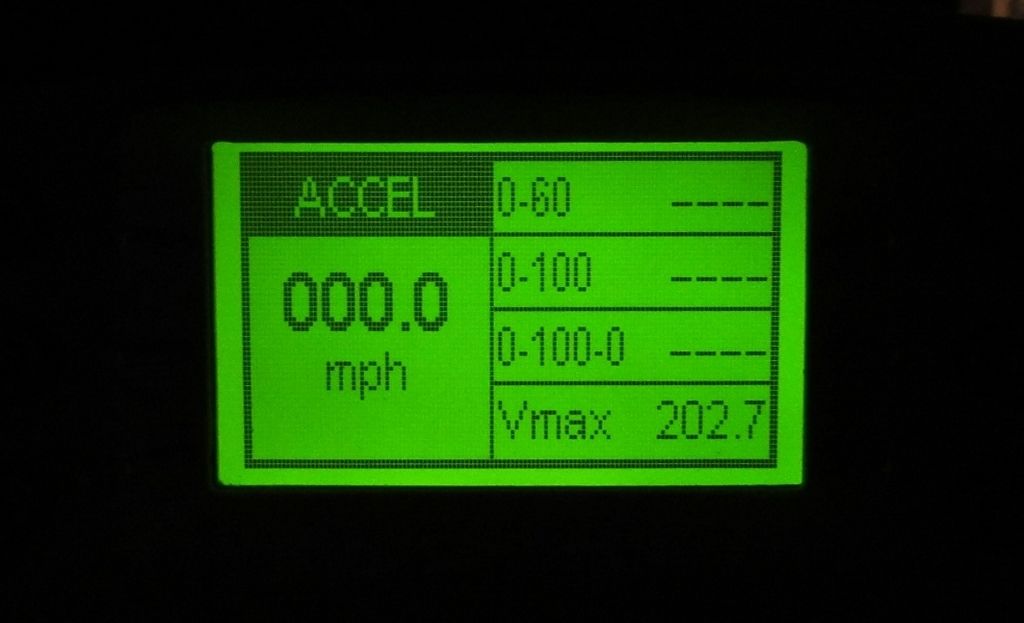 ACCEL
000.0
mph
0-60 ----
0-100 ----
0-100-0 ----
Vmax 202.7